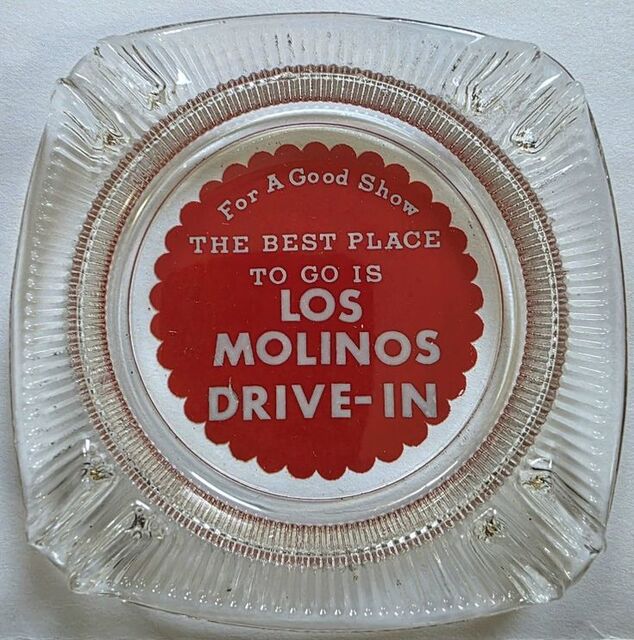 For A Good Show
THE BEST PLACE
TO GO IS
LOS
MOLINOS
DRIVE-IN